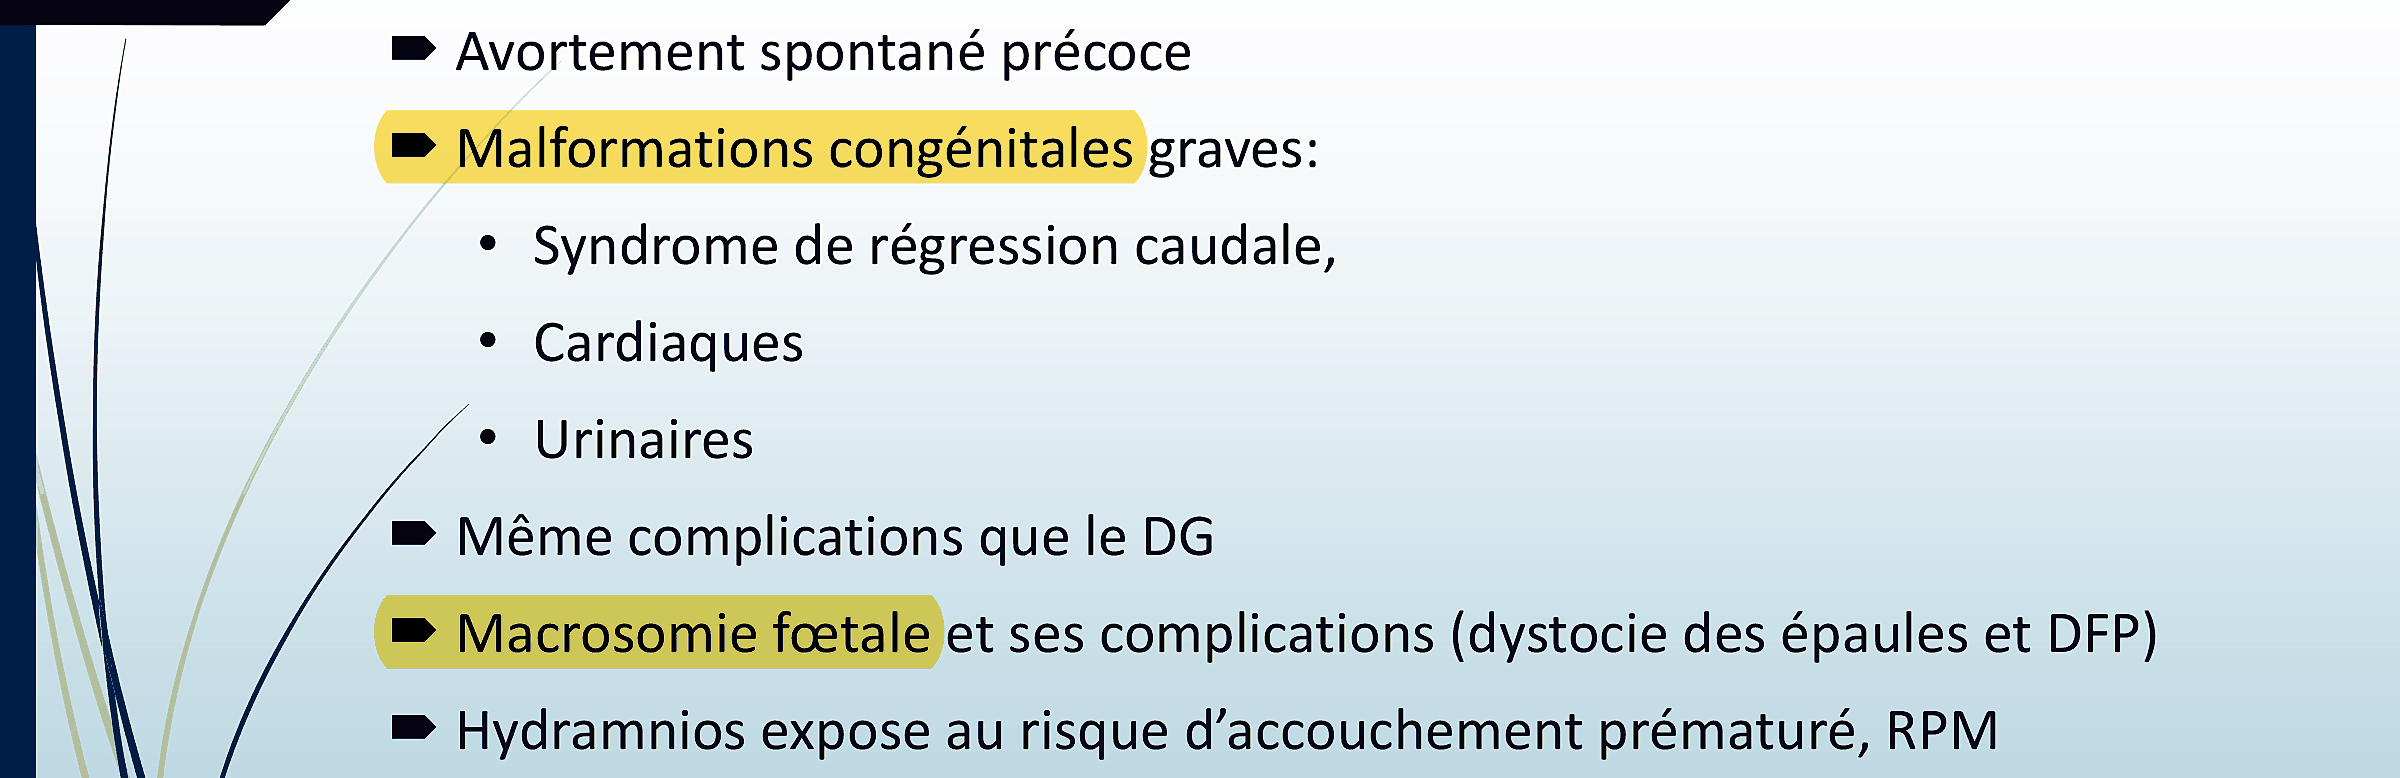 Avortement spontané précoce
Malformations congénitales graves:
• Syndrome de régression caudale,
• Cardiaques
• Urinaires
Même complications que le DG
Macrosomie fœtale et ses complications (dystocie des épaules et DFP)
Hydramnios expose au risque d’accouchement prématuré, RPM